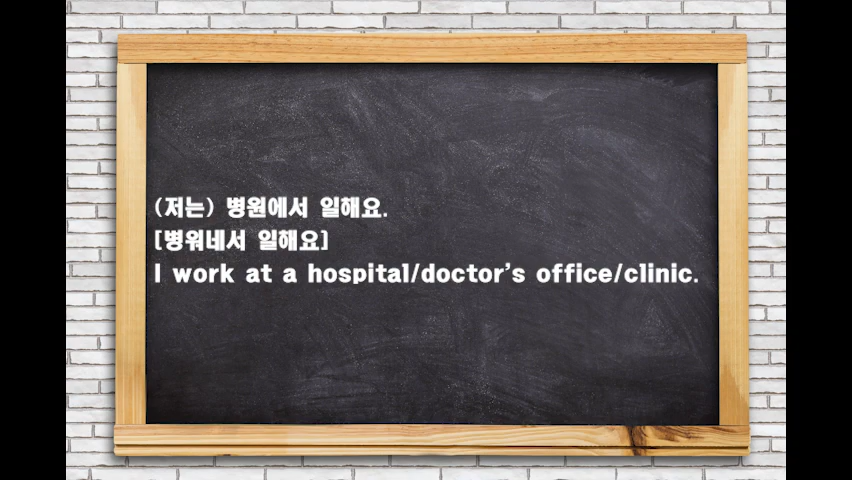 (저는) 병원에서 일해요.
[병워네서 일해요]
I work at a hospital/doctor's office/clinic.